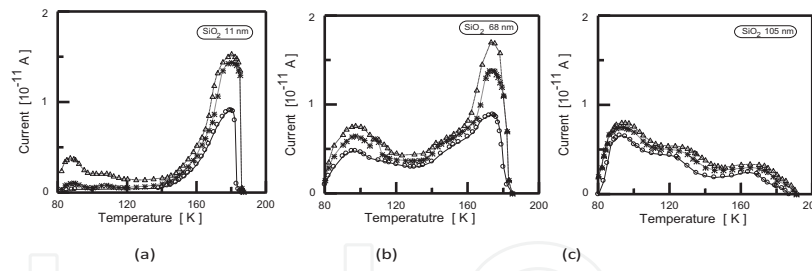 SiO2 11 nm
2
1
0
Current [10-11 A]
80
120
160
200
Temperature [ K ]
(a)
SiO2 68 nm
2
1
0
Current [10-11 A]
80
120
160
200
Temperatutre [ K ]
(b)
SiO2 105 nm
2
1
0
Current [10-11 A]
80
120
160
200
Temperature [ K ]
(c)